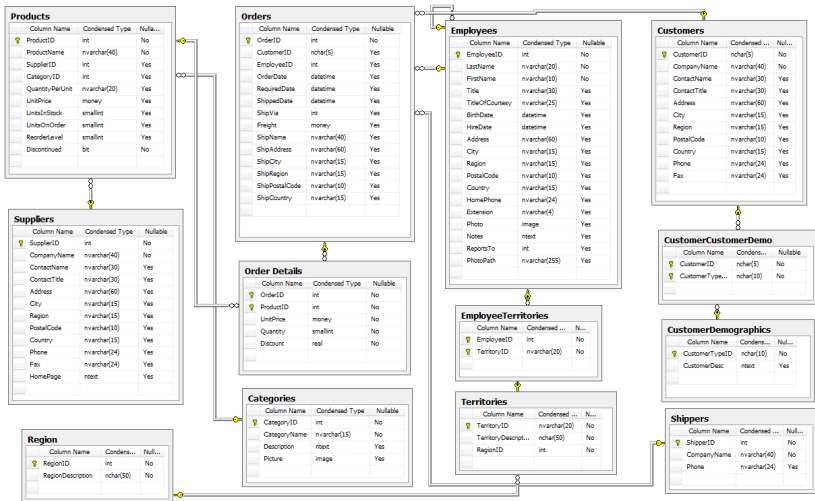 Products
Column Name Condensed Type Nulla...
ProductID int No
ProductName nvarchar(40) No
SupplierID int Yes
CategoryID int Yes
QuantityPerUnit nvarchar(20) Yes
UnitPrice money Yes
UnitsInStock smallint Yes
UnitsOnOrder smallint Yes
ReorderLevel smallint Yes
Discontinued bit No
Orders
Column Name Condensed Type Nullable
OrderID int No
CustomerID nchar(5) Yes
EmployeeID int Yes
OrderDate datetime Yes
RequiredDate datetime Yes
ShippedDate datetime Yes
ShipVia int Yes
Freight money Yes
ShipName nvarchar(40) Yes
ShipAddress nvarchar(60) Yes
ShipCity nvarchar(15) Yes
ShipRegion nvarchar(15) Yes
ShipPostalCode nvarchar(10) Yes
ShipCountry nvarchar(15) Yes
Employees
Column Name Condensed Type Nullable
EmployeeID int No
LastName nvarchar(20) No
FirstName nvarchar(10) No
Title nvarchar(30) Yes
TitleOfCourtesy nvarchar(25) Yes
BirthDate datetime Yes
HireDate datetime Yes
Address nvarchar(60) Yes
City nvarchar(15) Yes
Region nvarchar(15) Yes
PostalCode nvarchar(10) Yes
Country nvarchar(15) Yes
HomePhone nvarchar(24) Yes
Extension nvarchar(4) Yes
Photo image Yes
Notes ntext Yes
ReportsTo int Yes
PhotoPath nvarchar(255) Yes
Customers
Column Name Condensed ... Nullable
CustomerID nchar(5) No
CompanyName nvarchar(40) No
ContactName nvarchar(30) Yes
ContactTitle nvarchar(30) Yes
Address nvarchar(60) Yes
City nvarchar(15) Yes
Region nvarchar(15) Yes
PostalCode nvarchar(10) Yes
Country nvarchar(15) Yes
Phone nvarchar(24) Yes
Fax nvarchar(24) Yes
Suppliers
Column Name Condensed Type Nullable
SupplierID int No
CompanyName nvarchar(40) No
ContactName nvarchar(30) Yes
ContactTitle nvarchar(30) Yes
Address nvarchar(60) Yes
City nvarchar(15) Yes
Region nvarchar(15) Yes
PostalCode nvarchar(10) Yes
Country nvarchar(15) Yes
Phone nvarchar(24) Yes
Fax nvarchar(24) Yes
HomePage ntext Yes
Order Details
Column Name Condensed Type Nullable
OrderID int No
ProductID int No
UnitPrice money No
Quantity smallint No
Discount real No
CustomerCustomerDemo
Column Name Condens... Nullable
CustomerID nchar(5) No
CustomerType... nchar(10) No
EmployeeTerritories
Column Name Condensed ... N...
EmployeeID int No
TerritoryID nvarchar(20) No
CustomerDemographics
Column Name Condens... Nullable
CustomerTypeID nchar(10) No
CustomerDesc ntext Yes
Categories
Column Name Condensed Type Nullable
CategoryID int No
CategoryName nvarchar(15) No
Description ntext Yes
Picture image Yes
Territories
Column Name Condensed ... N...
TerritoryID nvarchar(20) No
TerritoryDescript... nchar(50) No
RegionID int No
Shippers
Column Name Condensed ... Null...
ShipperID int No
CompanyName nvarchar(40) No
Phone nvarchar(24) Yes
Region
Column Name Condens... Null...
RegionID int No
RegionDescription nchar(50) No